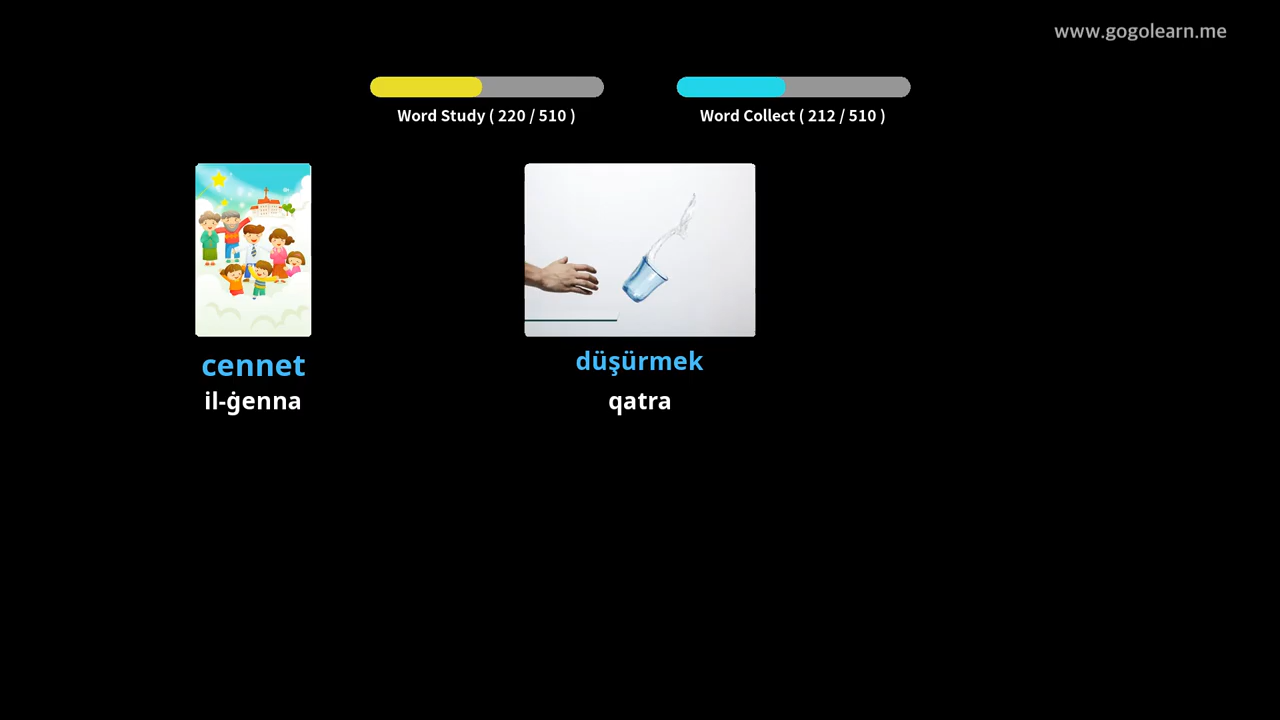 www.gogolearn.me
Word Study ( 220 / 510 )
Word Collect ( 212 / 510 )
cennet
il-ġenna
düşürmek
qatra